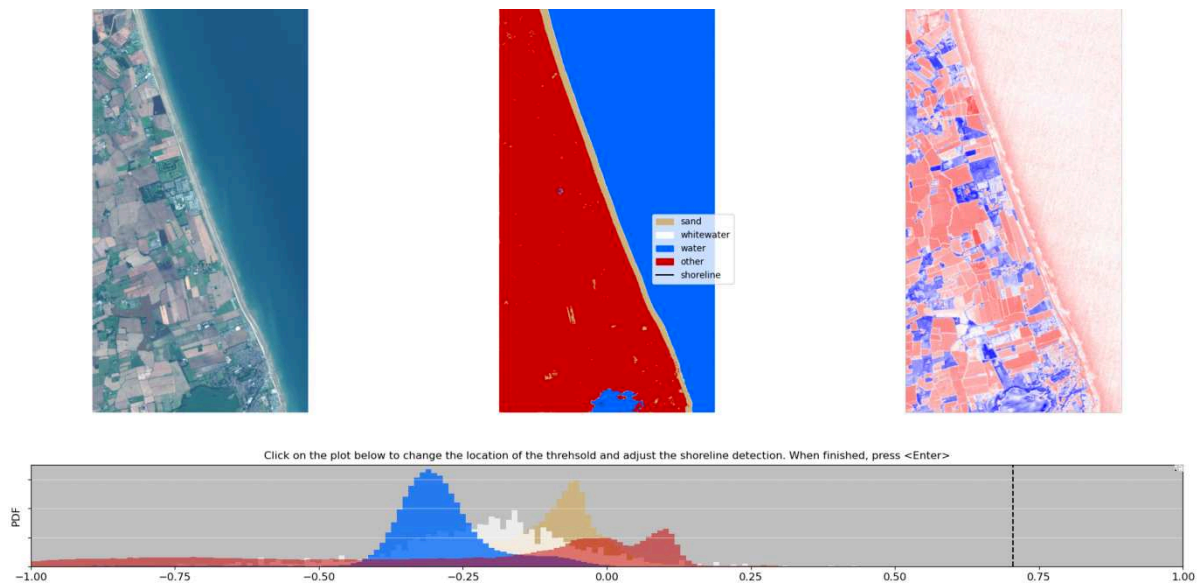 sand
whitewater
water
other
shoreline
Click on the plot below to change the location of the threhsold and adjust the shoreline detection. When finished, press <Enter>
PDF
−1.00 −0.75 −0.50 −0.25 0.00 0.25 0.50 0.75 1.00